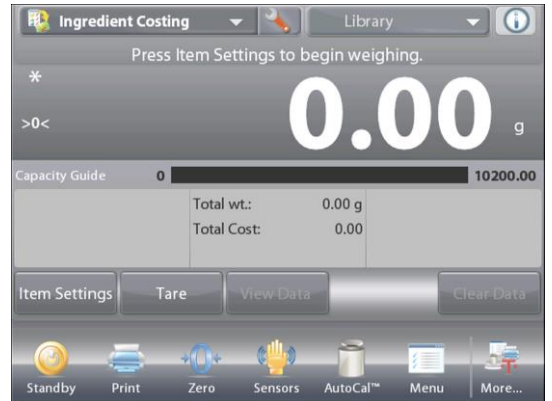 Ingredient Costing Library
Press Item Settings to begin weighing.
*
>0< 0.00 g
Capacity Guide 0 10200.00
Total wt.: 0.00 g
Total Cost: 0.00
Item Settings Tare View Data Clear Data
Standby Print Zero Sensors AutoCal™ Menu More...